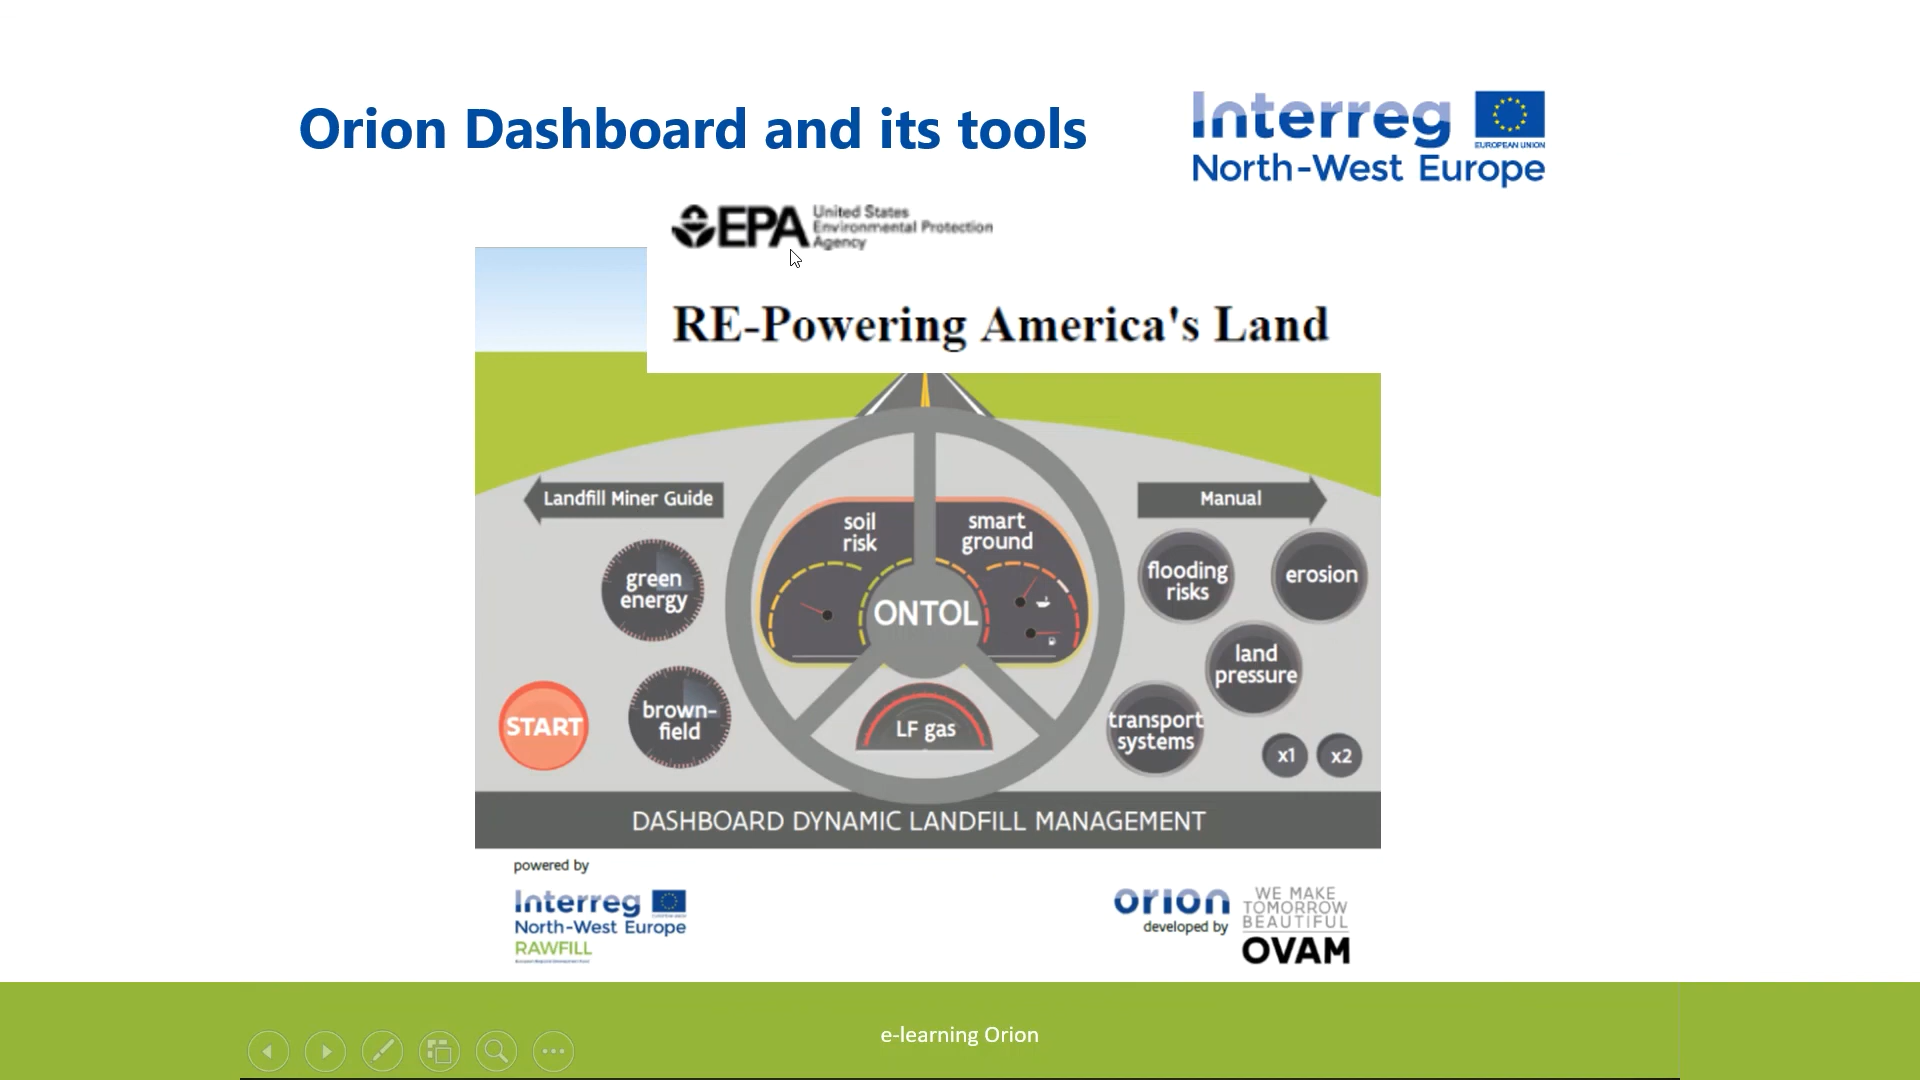 Orion Dashboard and its tools
Interreg
EUROPEAN UNION
North-West Europe
EPA
United States
Environmental Protection
Agency
RE-Powering America's Land
Landfill Miner Guide
Manual
soil
risk
smart
ground
green
energy
flooding
risks
erosion
ONTOL
land
pressure
START
brown-
field
LF gas
transport
systems
x1
x2
DASHBOARD DYNAMIC LANDFILL MANAGEMENT
powered by
Interreg
North-West Europe
RAWFILL
orion
developed by
WE MAKE
TOMORROW
BEAUTIFUL
OVAM
e-learning Orion